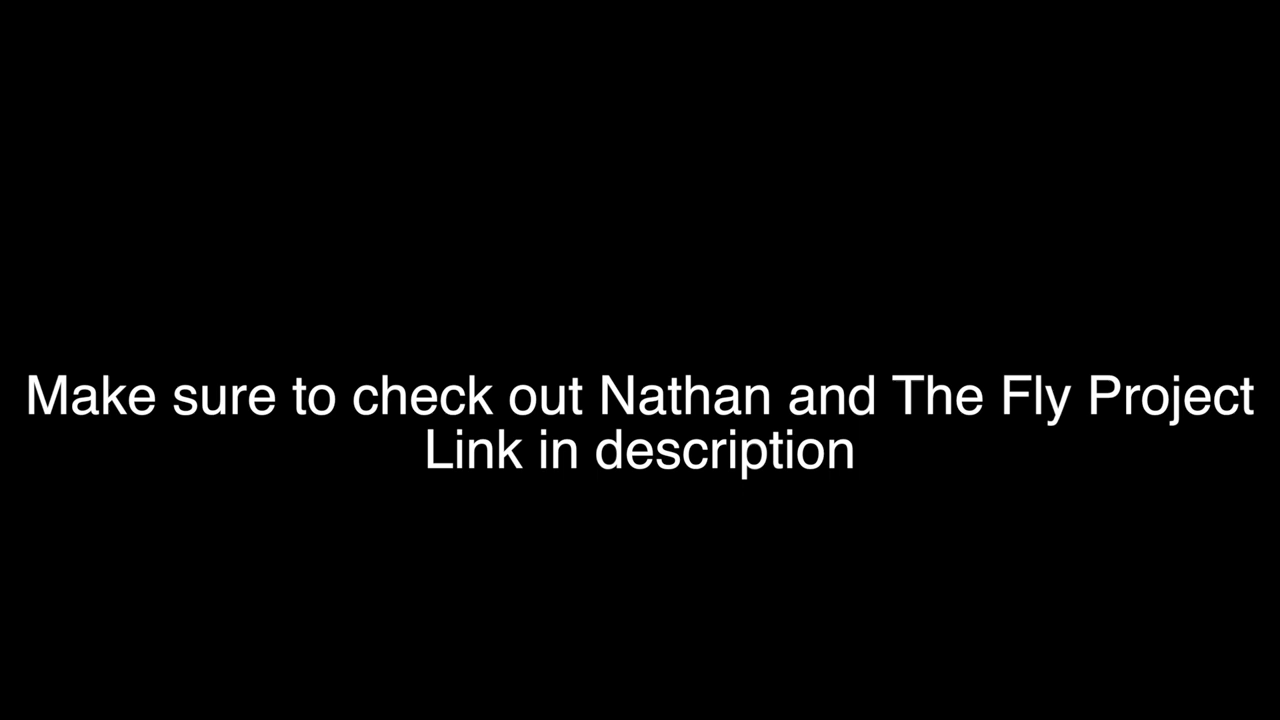 Make sure to check out Nathan and The Fly Project
Link in description